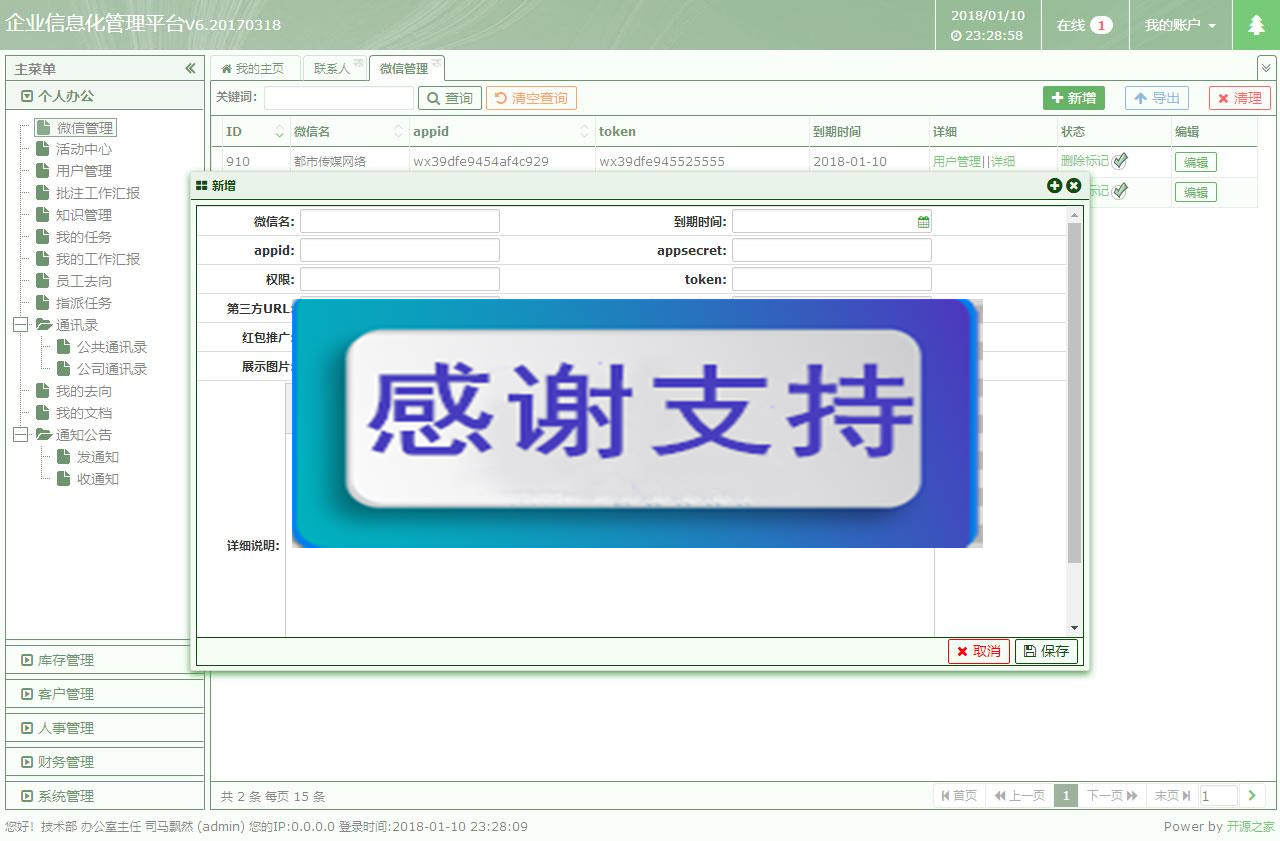 企业信息化管理平台V6.20170318
2018/01/10
23:28:58
在线 1
我的账户
主菜单
我的主页
联系人
微信管理
个人办公
关键词:
查询
清空查询
新增
导出
清理
ID 微信名 appid token 到期时间 详细 状态 编辑
910 都市传媒网络 wx39dfe9454af4c929 wx39dfe945525555 2018-01-10 用户管理||详细 删除标记 编辑
标记 编辑
微信管理
活动中心
用户管理
批注工作汇报
知识管理
我的任务
我的工作汇报
员工去向
指派任务
通讯录
公共通讯录
公司通讯录
我的去向
我的文档
通知公告
发通知
收通知
库存管理
客户管理
人事管理
财务管理
系统管理
新增
微信名: 到期时间:
appid: appsecret:
权限: token:
第三方URL:
红包推广:
展示图片:
感谢支持
详细说明:
取消
保存
共 2 条 每页 15 条
首页 上一页 1 下一页 末页 1
您好！技术部 办公室主任 司马飘然 (admin) 您的IP:0.0.0.0 登录时间:2018-01-10 23:28:09
Power by 开源之家